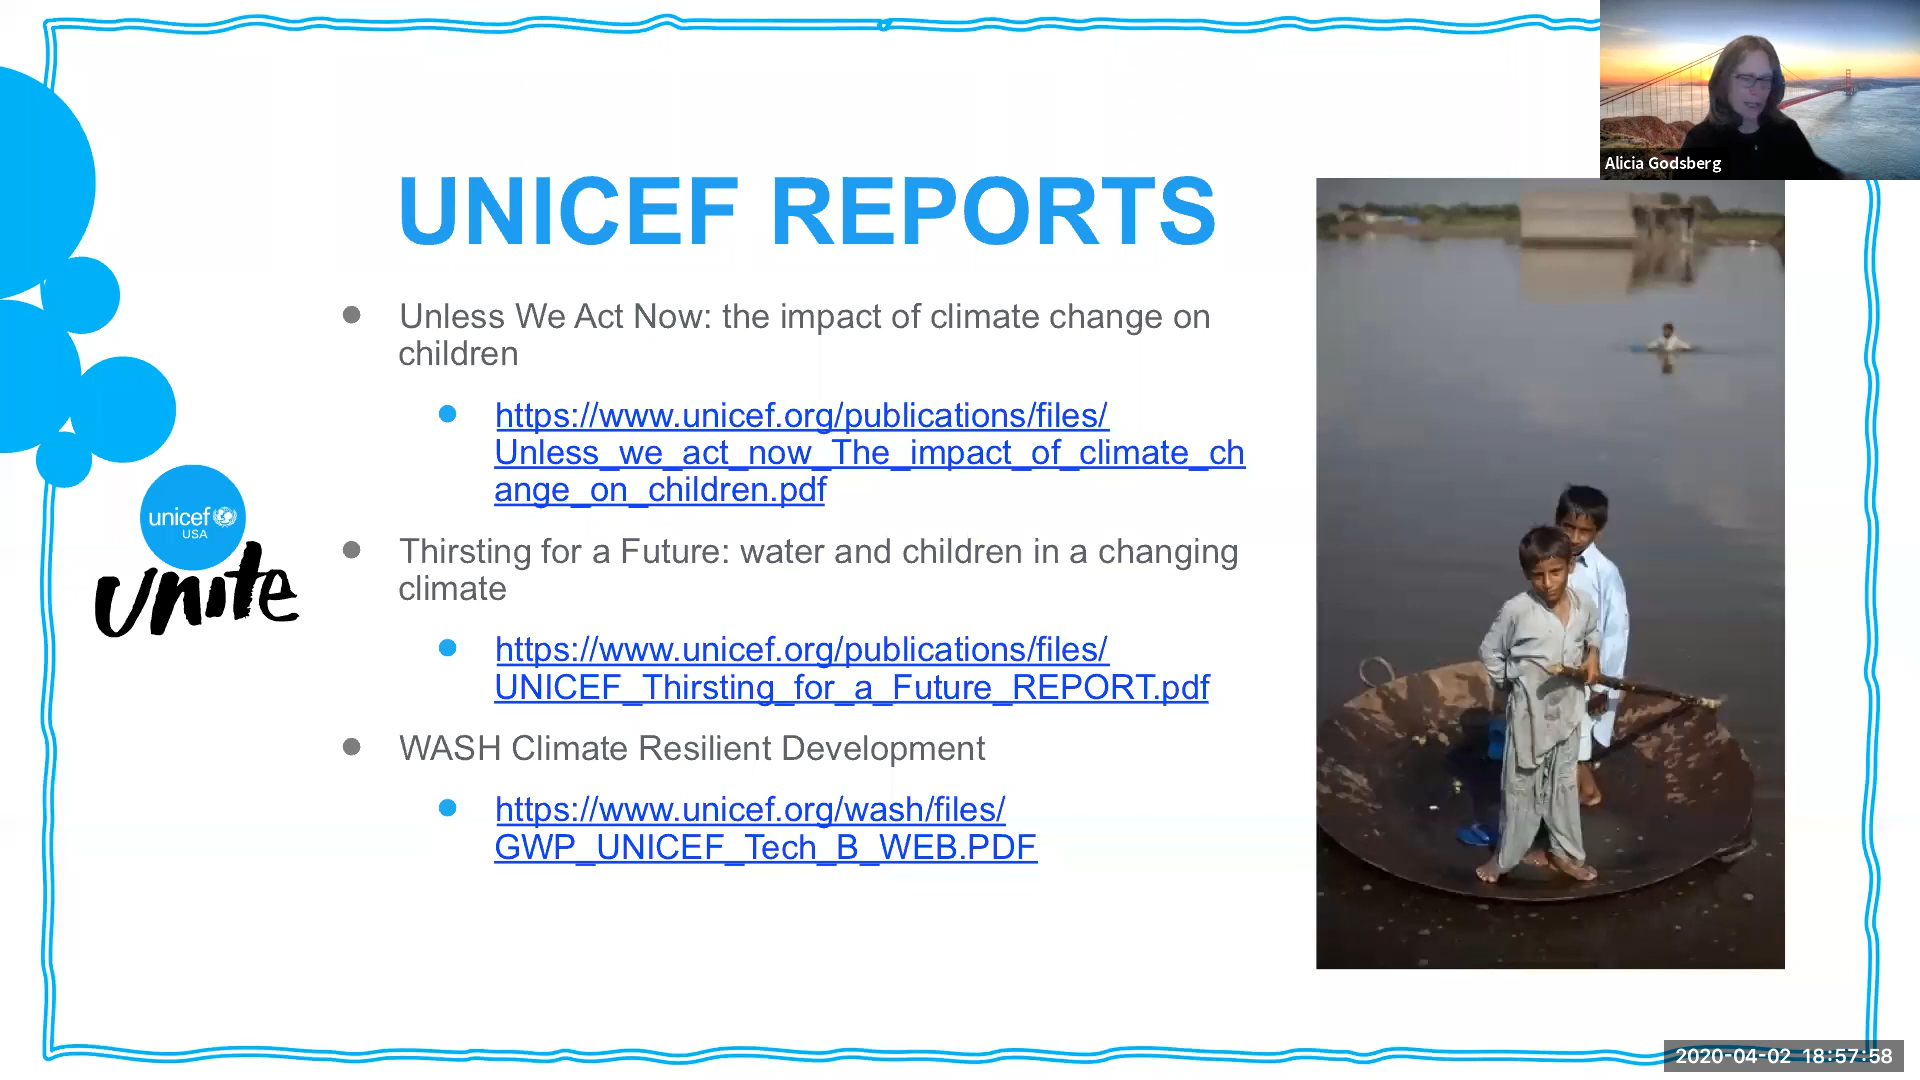 Alicia Godsberg
UNICEF REPORTS
● Unless We Act Now: the impact of climate change on
children
● https://www.unicef.org/publications/files/
Unless_we_act_now_The_impact_of_climate_ch
ange_on_children.pdf
unicef
USA
unite
● Thirsting for a Future: water and children in a changing
climate
● https://www.unicef.org/publications/files/
UNICEF_Thirsting_for_a_Future_REPORT.pdf
● WASH Climate Resilient Development
● https://www.unicef.org/wash/files/
GWP_UNICEF_Tech_B_WEB.PDF
2020-04-02 18:57:58